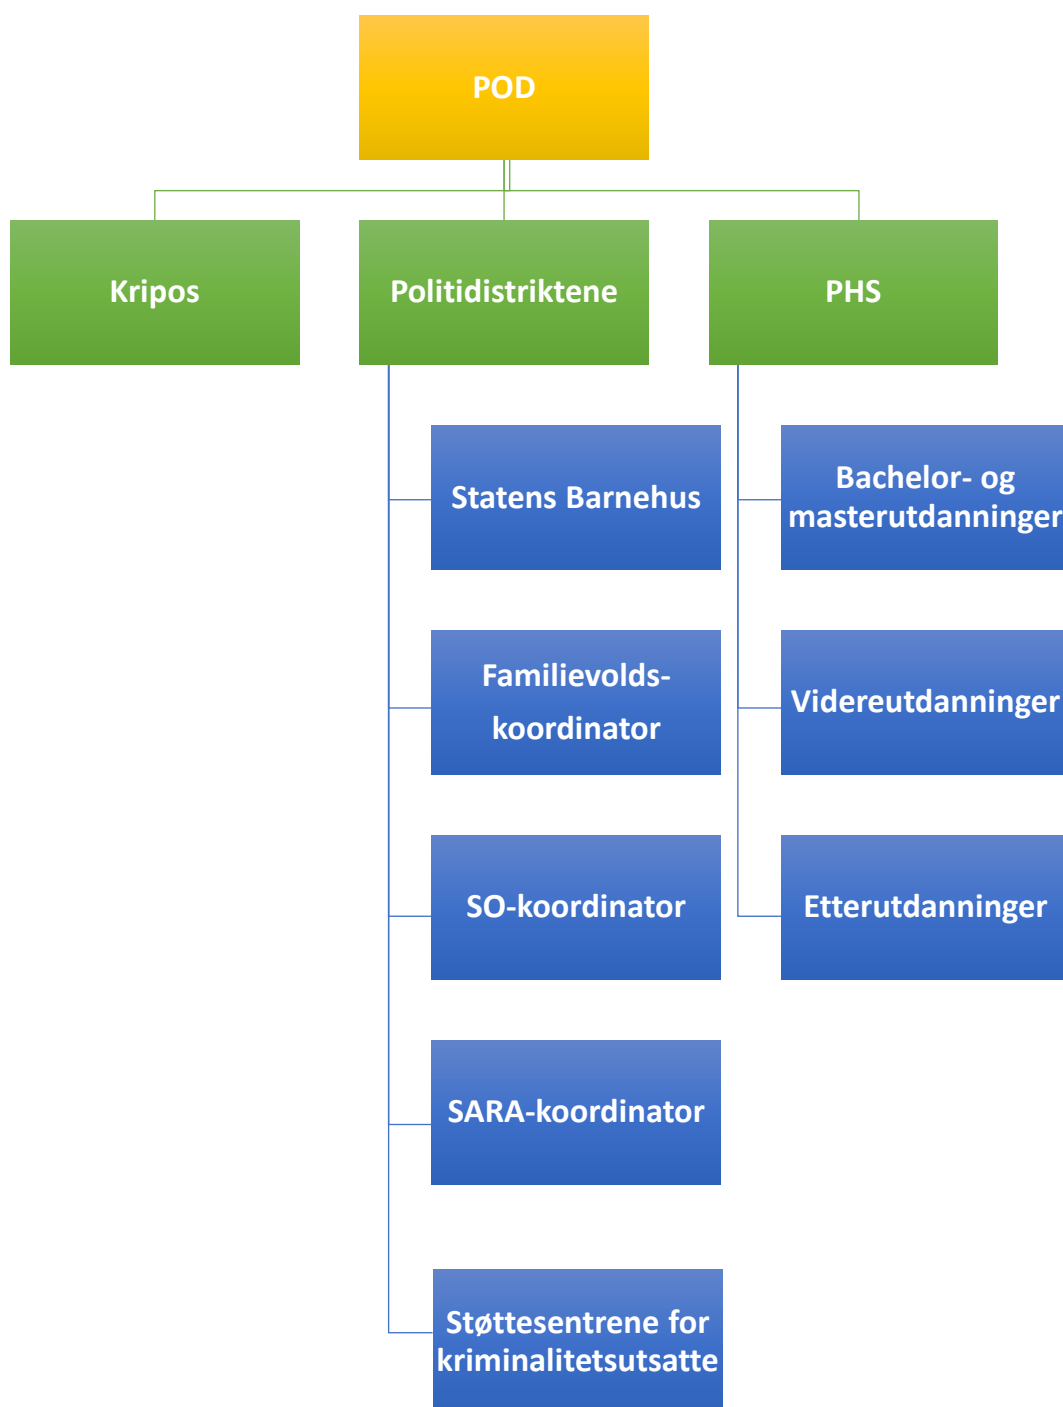 POD
Kripos
Politidistriktene
PHS
Statens Barnehus
Familievolds-
koordinator
SO-koordinator
SARA-koordinator
Støttesentrene for
kriminalitetsutsatte
Bachelor- og
masterutdanninger
Videreutdanninger
Etterutdanninger